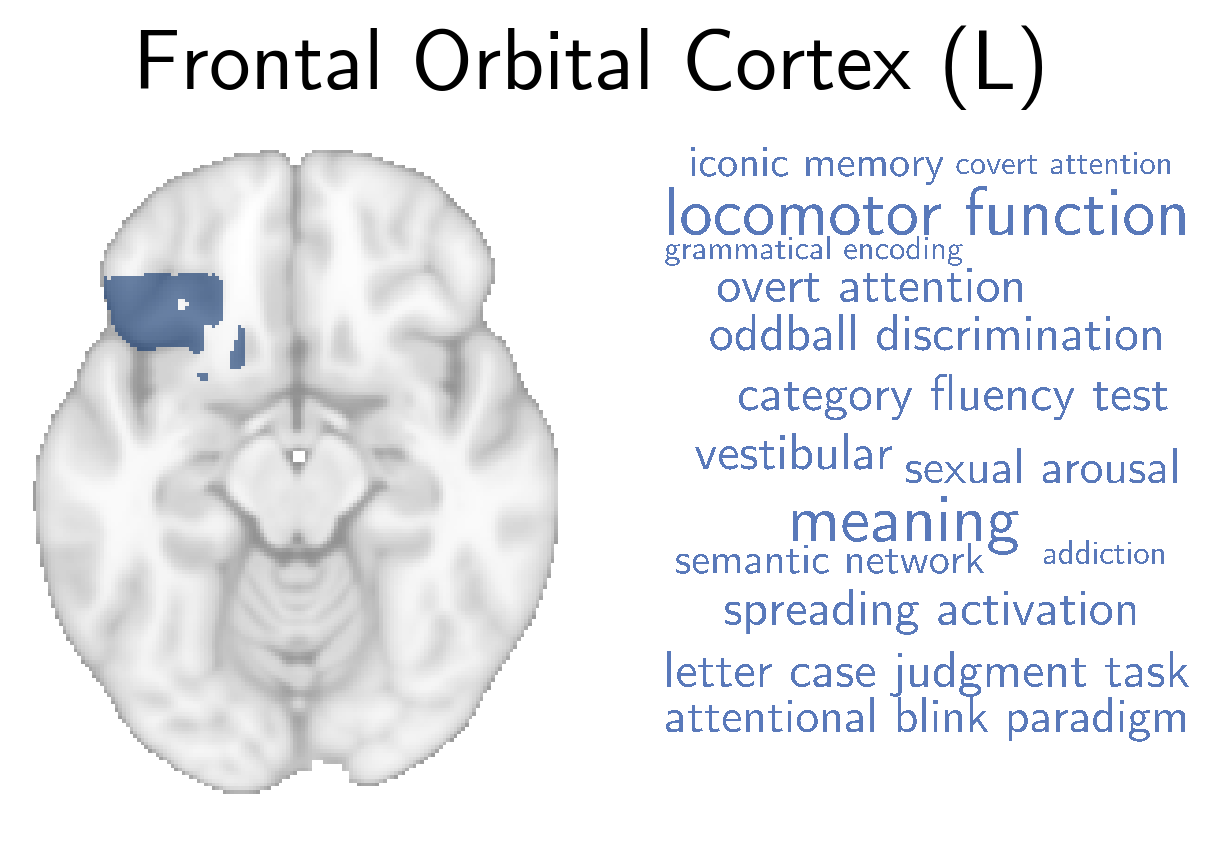 Frontal Orbital Cortex (L)
iconic memory covert attention
locomotor function
grammatical encoding
overt attention
oddball discrimination
category fluency test
vestibular sexual arousal
meaning
semantic network addiction
spreading activation
letter case judgment task
attentional blink paradigm